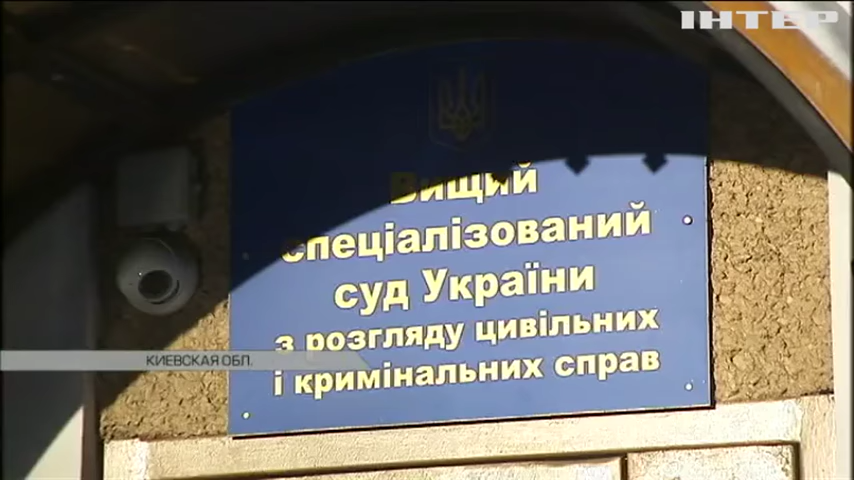 ІНТЕР
Вищий
спеціалізований
суд України
з розгляду цивільних
і кримінальних справ
КИЕВСКАЯ ОБЛ.